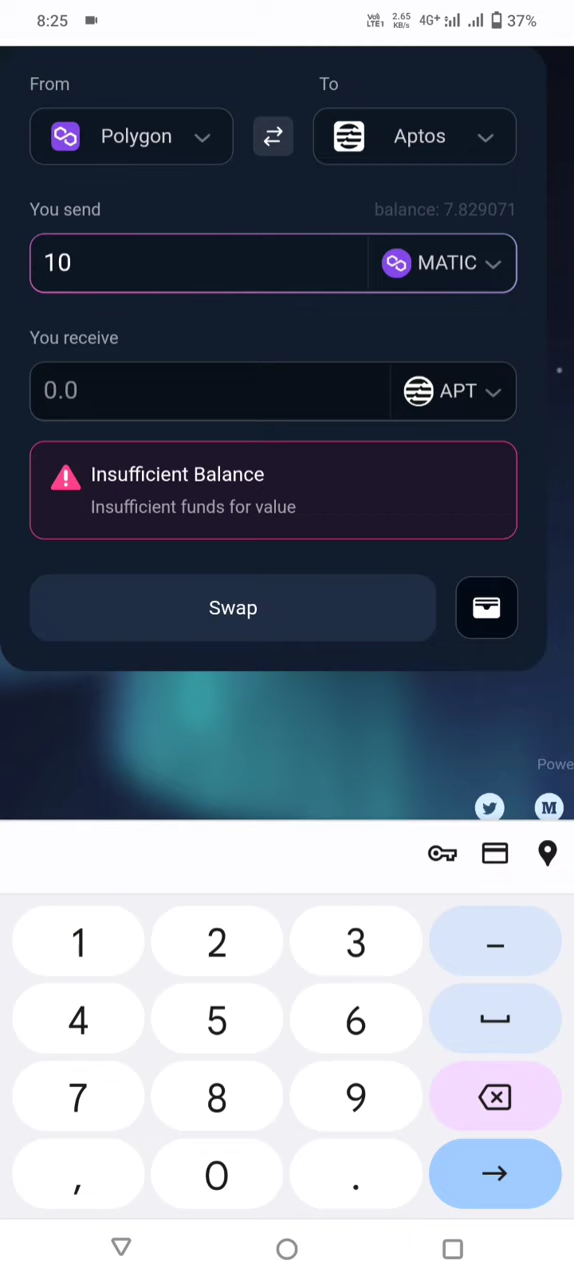 8:25 Voll LTE1 2.65 KB/s 4G+ 37%
From To
Polygon Aptos
You send balance: 7.829071
10 MATIC
You receive
0.0 APT
Insufficient Balance
Insufficient funds for value
Swap
Powe
M
1 2 3 –
4 5 6
7 8 9
, 0 .